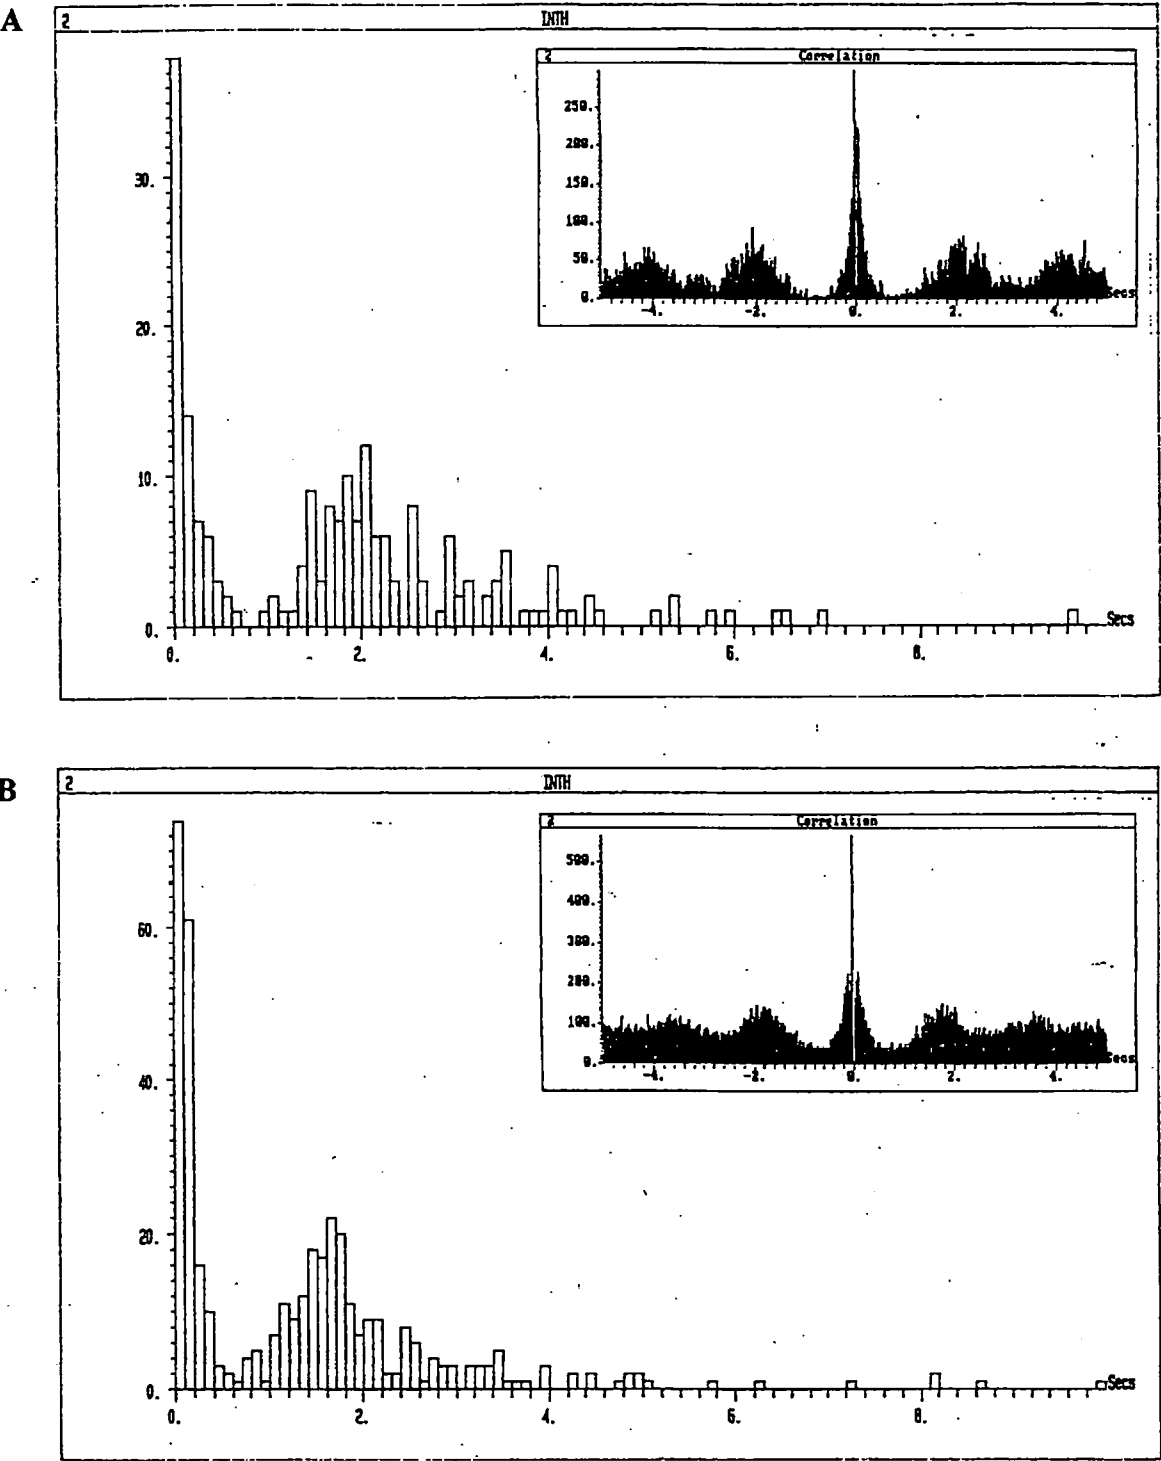 A
2 INTH
2 Correlation
250.
200.
150.
100.
50.
0.
Secs
-4. -2. 0. 2. 4.
30.
20.
10.
0.
Secs
0. 2. 4. 6. 8.
B
2 INTH
2 Correlation
500.
400.
300.
200.
100.
0.
Secs
-4. -2. 0. 2. 4.
60.
40.
20.
0.
Secs
0. 2. 4. 6. 8.